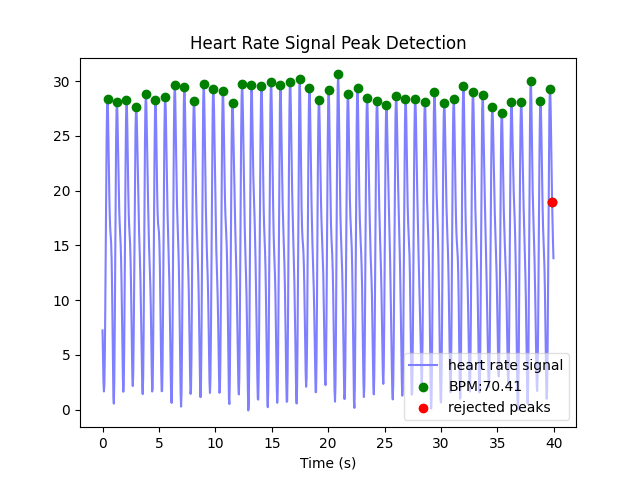 Heart Rate Signal Peak Detection
30
25
20
15
10
5
0
heart rate signal
BPM:70.41
rejected peaks
0 5 10 15 20 25 30 35 40
Time (s)